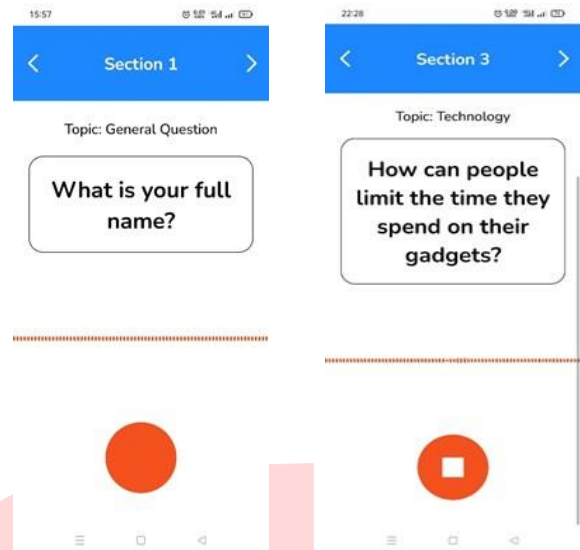 15:57
Section 1
Topic: General Question
What is your full
name?
22:28
Section 3
Topic: Technology
How can people
limit the time they
spend on their
gadgets?